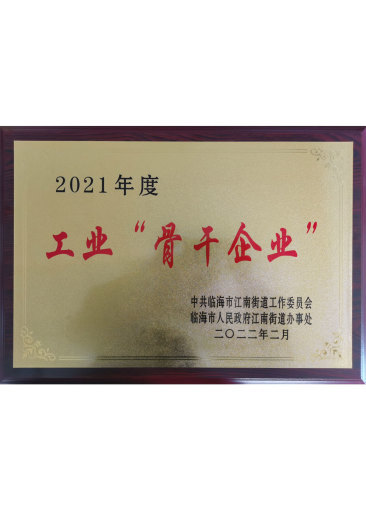 2021年度
工业“骨干企业”
中共临海市江南街道工作委员会
临海市人民政府江南街道办事处
二〇二二年二月